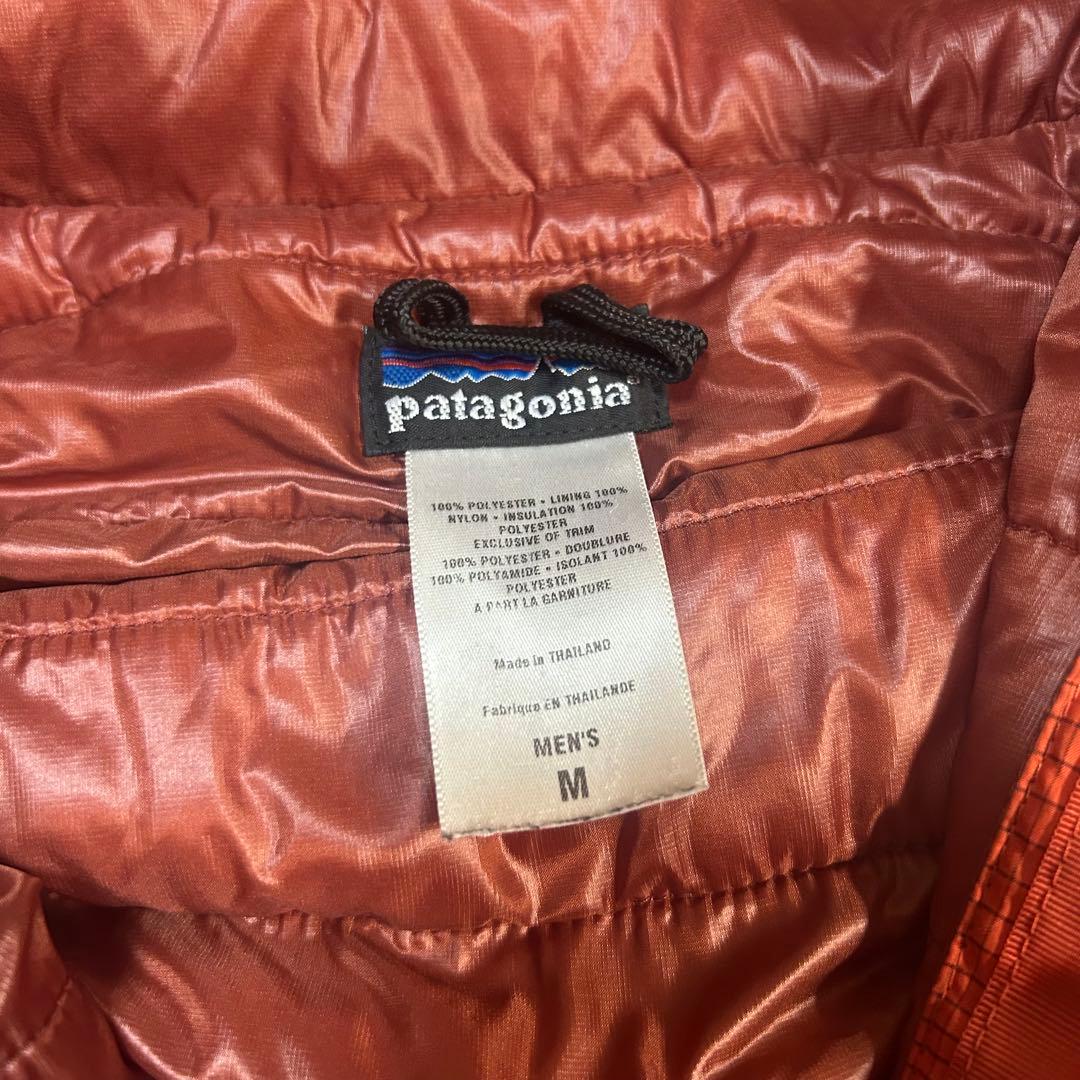 patagonia®
100% POLYESTER • LINING 100%
NYLON • INSULATION 100%
POLYESTER
EXCLUSIVE OF TRIM
100% POLYESTER • DOUBLURE
100% POLYAMIDE • ISOLANT 100%
POLYESTER
A PART LA GARNITURE
Made in THAILAND
Fabriqué EN THAILANDE
MEN'S
M